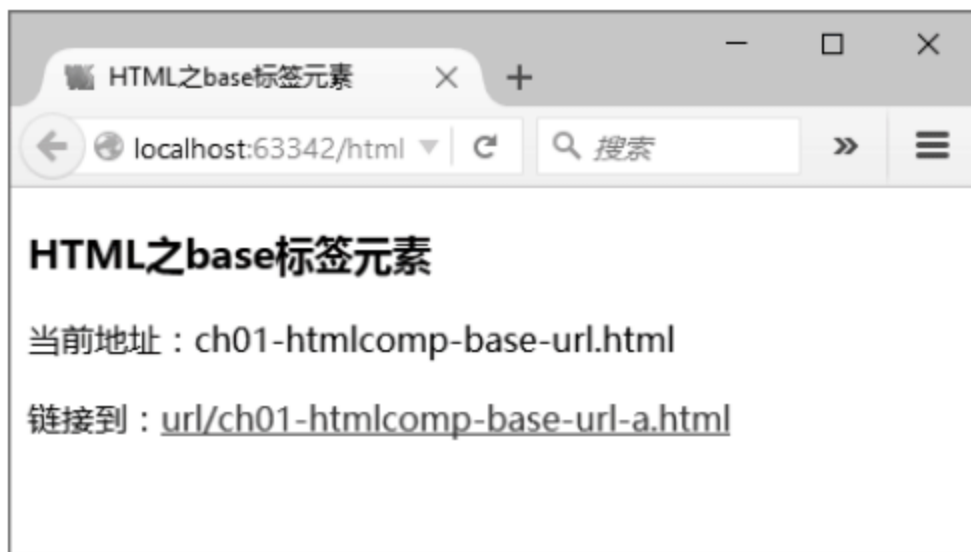 HTML之base标签元素
localhost:63342/html
搜索
HTML之base标签元素
当前地址：ch01-htmlcomp-base-url.html
链接到：url/ch01-htmlcomp-base-url-a.html